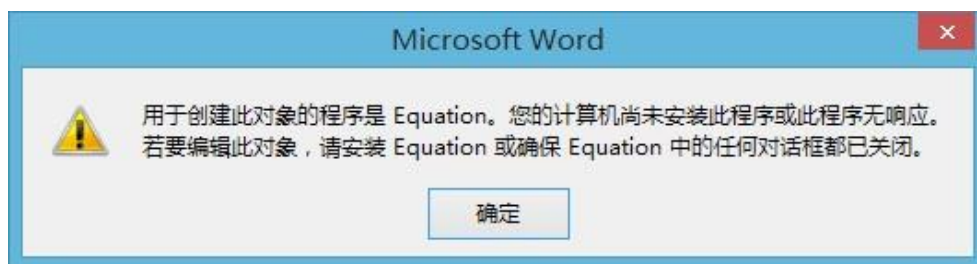 Microsoft Word
用于创建此对象的程序是 Equation。您的计算机尚未安装此程序或此程序无响应。
若要编辑此对象，请安装 Equation 或确保 Equation 中的任何对话框都已关闭。
确定